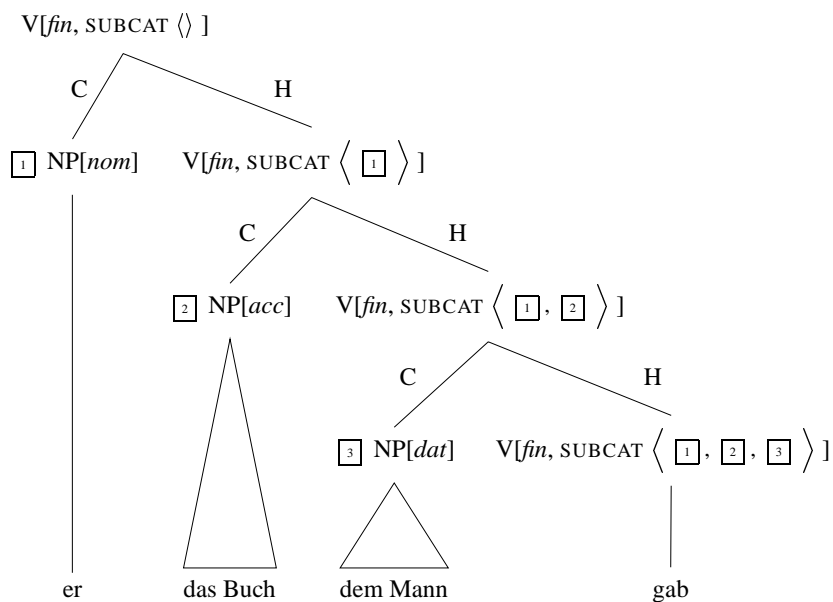 V[fin, SUBCAT ⟨⟩ ]
C H
1 NP[nom] V[fin, SUBCAT ⟨ 1 ⟩ ]
C H
2 NP[acc] V[fin, SUBCAT ⟨ 1 , 2 ⟩ ]
C H
3 NP[dat] V[fin, SUBCAT ⟨ 1 , 2 , 3 ⟩ ]
er das Buch dem Mann gab